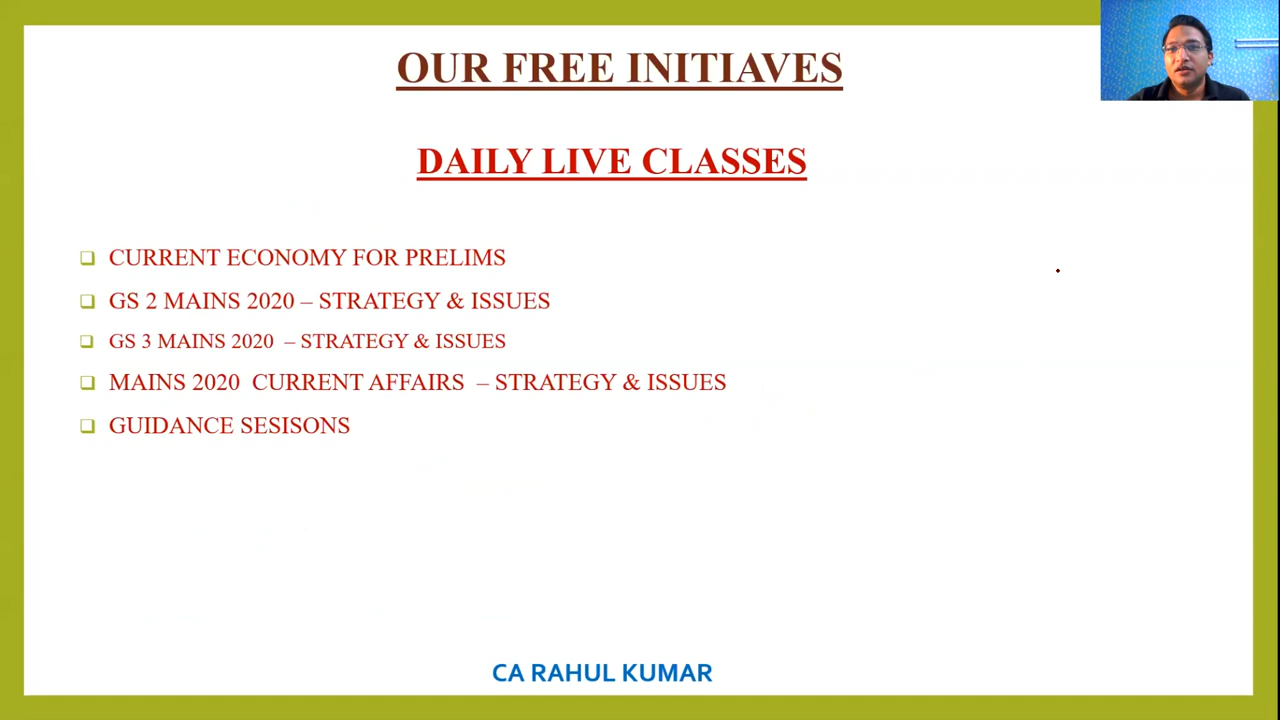 OUR FREE INITIAVES
DAILY LIVE CLASSES
CURRENT ECONOMY FOR PRELIMS
GS 2 MAINS 2020 – STRATEGY & ISSUES
GS 3 MAINS 2020 – STRATEGY & ISSUES
MAINS 2020 CURRENT AFFAIRS – STRATEGY & ISSUES
GUIDANCE SESISONS
CA RAHUL KUMAR